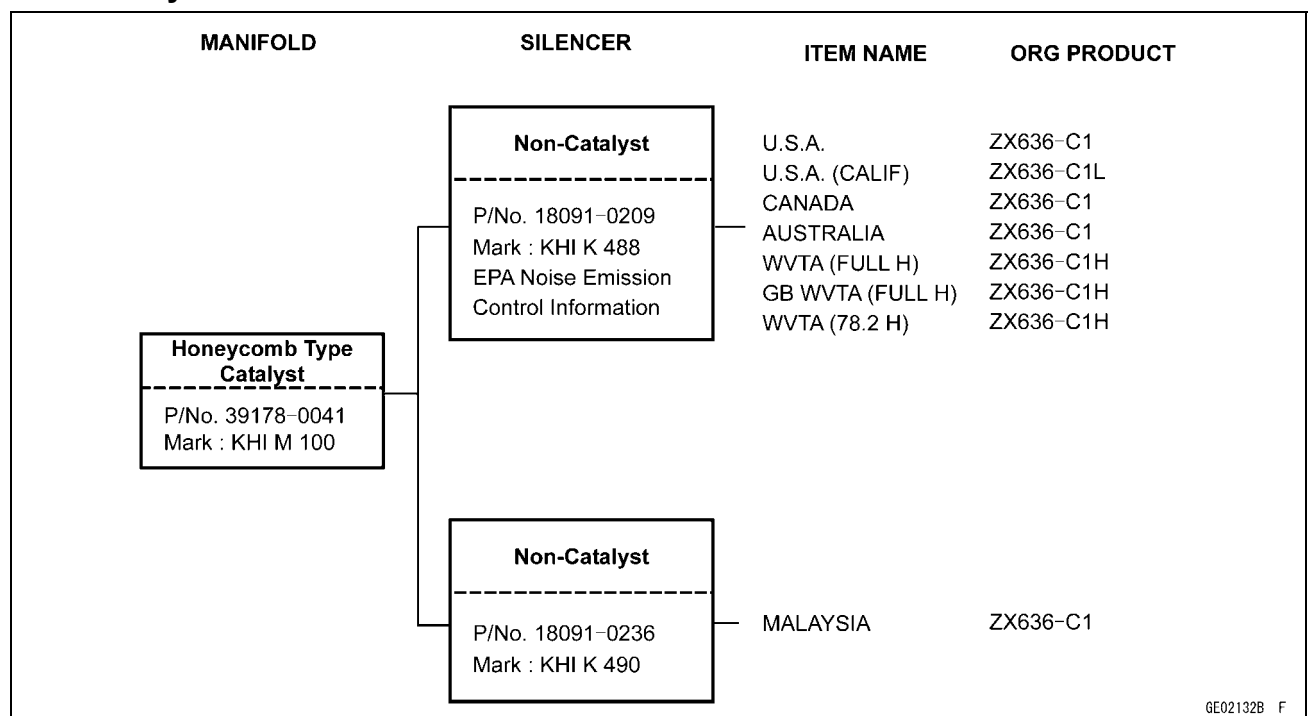 MANIFOLD SILENCER ITEM NAME ORG PRODUCT
Non-Catalyst
P/No. 18091-0209
Mark : KHI K 488
EPA Noise Emission
Control Information
U.S.A. ZX636-C1
U.S.A. (CALIF) ZX636-C1L
CANADA ZX636-C1
AUSTRALIA ZX636-C1
WVTA (FULL H) ZX636-C1H
GB WVTA (FULL H) ZX636-C1H
WVTA (78.2 H) ZX636-C1H
Honeycomb Type
Catalyst
P/No. 39178-0041
Mark : KHI M 100
Non-Catalyst
P/No. 18091-0236
Mark : KHI K 490
MALAYSIA ZX636-C1
GE02132B F